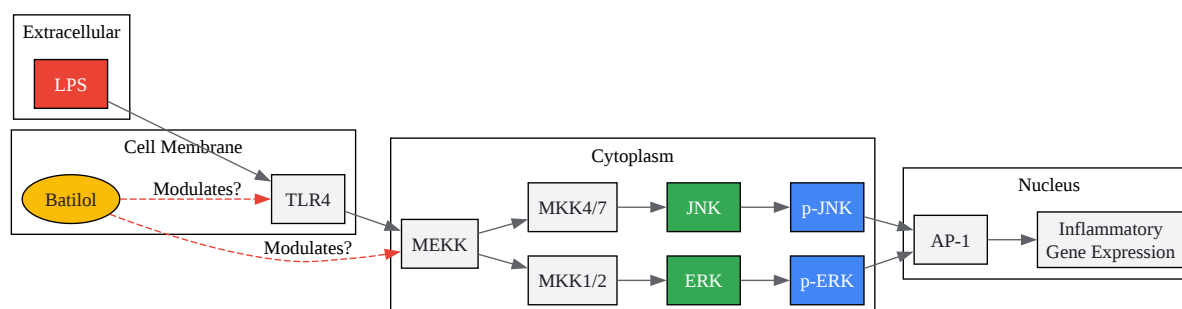 Extracellular
LPS
Cell Membrane
Batilol
Modulates?
TLR4
Modulates?
Cytoplasm
MEKK
MKK4/7
JNK
p-JNK
MKK1/2
ERK
p-ERK
Nucleus
AP-1
Inflammatory
Gene Expression